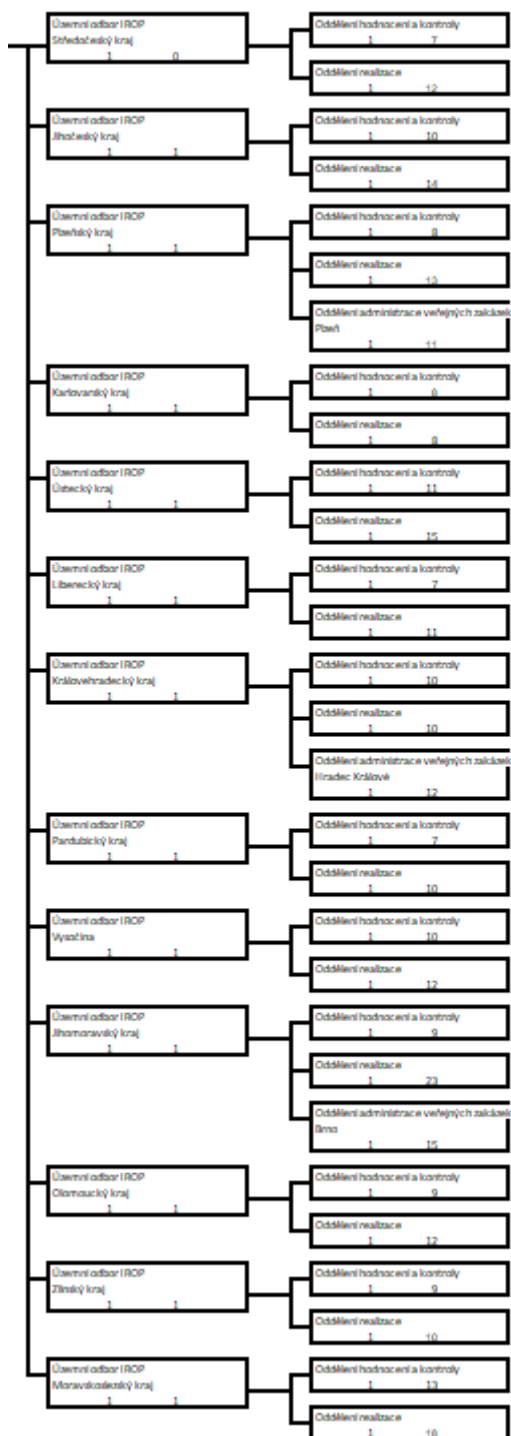 Územní odbor IROP
Středočeský kraj
1 0
Oddělení hodnocení a kontroly
1 7
Oddělení realizace
1 12
Územní odbor IROP
Jihočeský kraj
1 1
Oddělení hodnocení a kontroly
1 10
Oddělení realizace
1 14
Územní odbor IROP
Plzeňský kraj
1 1
Oddělení hodnocení a kontroly
1 8
Oddělení realizace
1 13
Oddělení administrace veřejných zakázek
Plzeň
1 11
Územní odbor IROP
Karlovarský kraj
1 1
Oddělení hodnocení a kontroly
1
Oddělení realizace
1 8
Územní odbor IROP
Ústecký kraj
1 1
Oddělení hodnocení a kontroly
1 11
Oddělení realizace
1 15
Územní odbor IROP
Liberecký kraj
1 1
Oddělení hodnocení a kontroly
1 7
Oddělení realizace
1 11
Územní odbor IROP
Královehradecký kraj
1 1
Oddělení hodnocení a kontroly
1 10
Oddělení realizace
1 10
Oddělení administrace veřejných zakázek
Hradec Králové
1 12
Územní odbor IROP
Pardubický kraj
1 1
Oddělení hodnocení a kontroly
1 7
Oddělení realizace
1 10
Územní odbor IROP
Vysočina
1 1
Oddělení hodnocení a kontroly
1 10
Oddělení realizace
1 12
Územní odbor IROP
Jihomoravský kraj
1 1
Oddělení hodnocení a kontroly
1 9
Oddělení realizace
1 23
Oddělení administrace veřejných zakázek
Brno
1 15
Územní odbor IROP
Olomoucký kraj
1 1
Oddělení hodnocení a kontroly
1 9
Oddělení realizace
1 12
Územní odbor IROP
Zlínský kraj
1 1
Oddělení hodnocení a kontroly
1 9
Oddělení realizace
1 10
Územní odbor IROP
Moravskoslezský kraj
1 1
Oddělení hodnocení a kontroly
1 13
Oddělení realizace
1